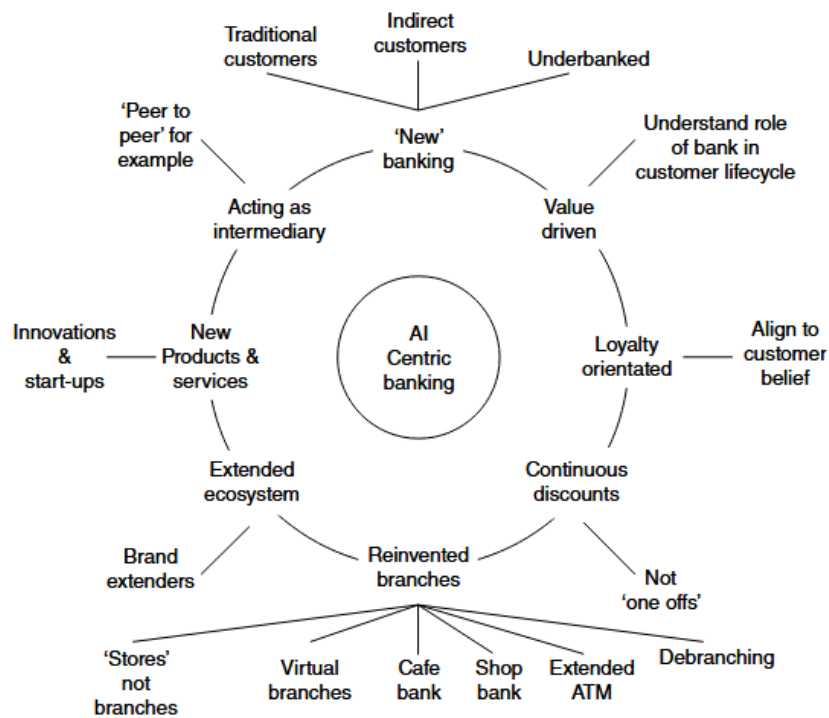 Traditional
customers
Indirect
customers
Underbanked
‘Peer to
peer’ for
example
‘New’
banking
Understand role
of bank in
customer lifecycle
Acting as
intermediary
Value
driven
Innovations
&
start-ups
New
Products &
services
AI
Centric
banking
Loyalty
orientated
Align to
customer
belief
Extended
ecosystem
Continuous
discounts
Brand
extenders
Reinvented
branches
Not
‘one offs’
‘Stores’
not
branches
Virtual
branches
Cafe
bank
Shop
bank
Extended
ATM
Debranching